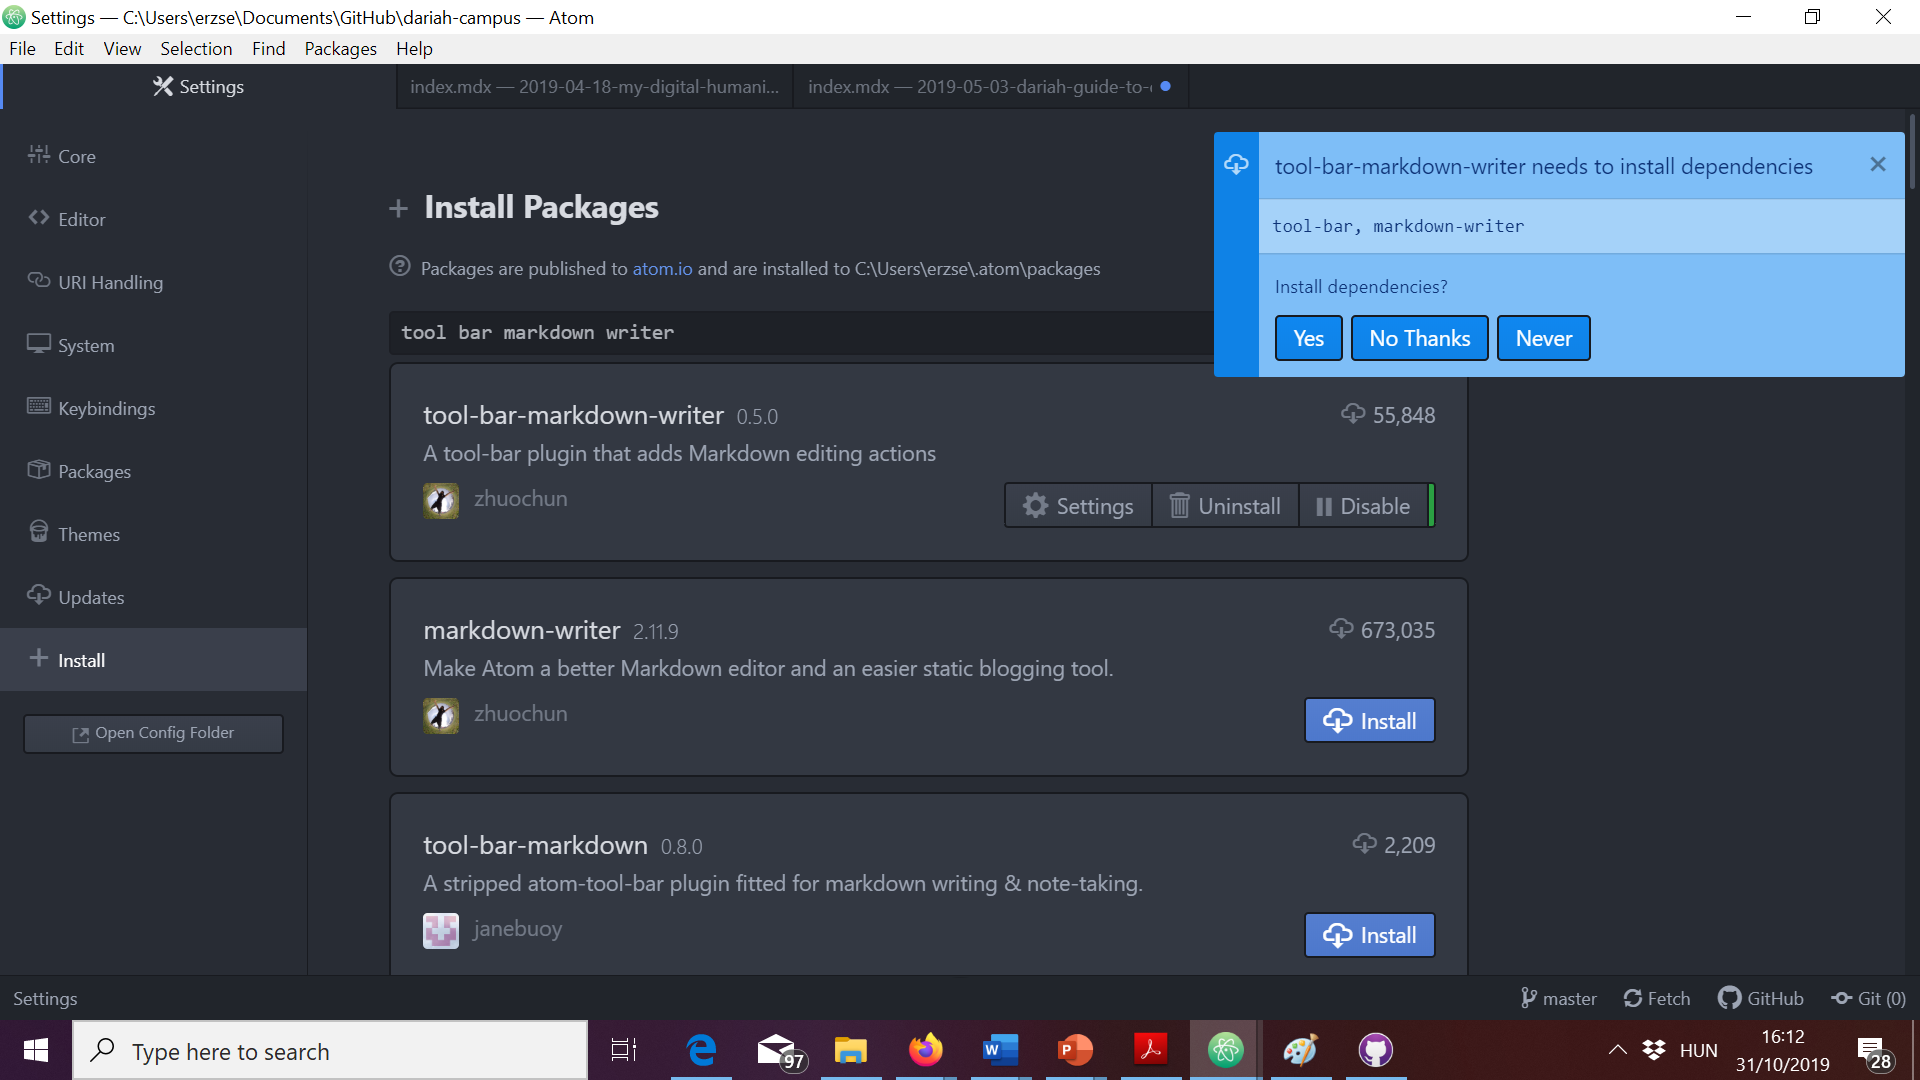 Settings — C:\Users\erzse\Documents\GitHub\dariah-campus — Atom
File Edit View Selection Find Packages Help
Settings
index.mdx — 2019-04-18-my-digital-humani...
index.mdx — 2019-05-03-dariah-guide-to-
Core
Editor
URI Handling
System
Keybindings
Packages
Themes
Updates
Install
Open Config Folder
Install Packages
Packages are published to atom.io and are installed to C:\Users\erzse\.atom\packages
tool bar markdown writer
tool-bar-markdown-writer 0.5.0
55,848
A tool-bar plugin that adds Markdown editing actions
zhuochun
Settings Uninstall Disable
markdown-writer 2.11.9
673,035
Make Atom a better Markdown editor and an easier static blogging tool.
zhuochun
Install
tool-bar-markdown 0.8.0
2,209
A stripped atom-tool-bar plugin fitted for markdown writing & note-taking.
janebuoy
Install
tool-bar-markdown-writer needs to install dependencies
tool-bar, markdown-writer
Install dependencies?
Yes No Thanks Never
Settings
master Fetch GitHub Git (0)
Type here to search
97
HUN
16:12
31/10/2019
28